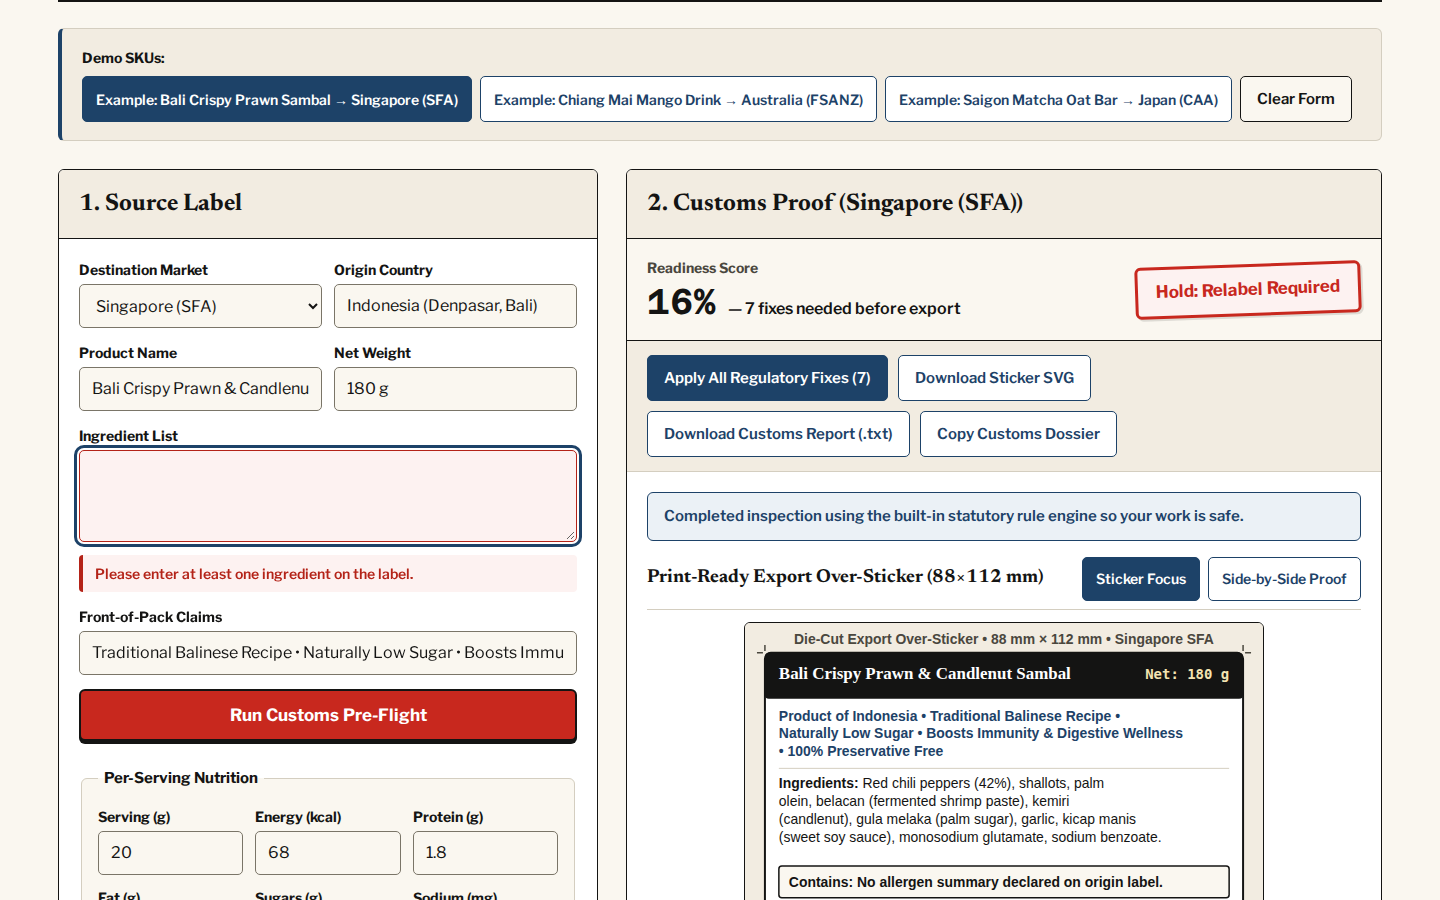 Demo SKUs:
Example: Bali Crispy Prawn Sambal → Singapore (SFA)
Example: Chiang Mai Mango Drink → Australia (FSANZ)
Example: Saigon Matcha Oat Bar → Japan (CAA)
Clear Form
1. Source Label
Destination Market
Origin Country
Singapore (SFA)
Indonesia (Denpasar, Bali)
Product Name
Net Weight
Bali Crispy Prawn & Candlenu
180 g
Ingredient List
Please enter at least one ingredient on the label.
Front-of-Pack Claims
Traditional Balinese Recipe • Naturally Low Sugar • Boosts Immu
Run Customs Pre-Flight
Per-Serving Nutrition
Serving (g)
Energy (kcal)
Protein (g)
20
68
1.8
Fat (g)
Sugars (g)
Sodium (mg)
2. Customs Proof (Singapore (SFA))
Readiness Score
16% — 7 fixes needed before export
Hold: Relabel Required
Apply All Regulatory Fixes (7)
Download Sticker SVG
Download Customs Report (.txt)
Copy Customs Dossier
Completed inspection using the built-in statutory rule engine so your work is safe.
Print-Ready Export Over-Sticker (88×112 mm)
Sticker Focus
Side-by-Side Proof
Die-Cut Export Over-Sticker • 88 mm × 112 mm • Singapore SFA
Bali Crispy Prawn & Candlenut Sambal
Net: 180 g
Product of Indonesia • Traditional Balinese Recipe •
Naturally Low Sugar • Boosts Immunity & Digestive Wellness
• 100% Preservative Free
Ingredients: Red chili peppers (42%), shallots, palm
olein, belacan (fermented shrimp paste), kemiri
(candlenut), gula melaka (palm sugar), garlic, kicap manis
(sweet soy sauce), monosodium glutamate, sodium benzoate.
Contains: No allergen summary declared on origin label.